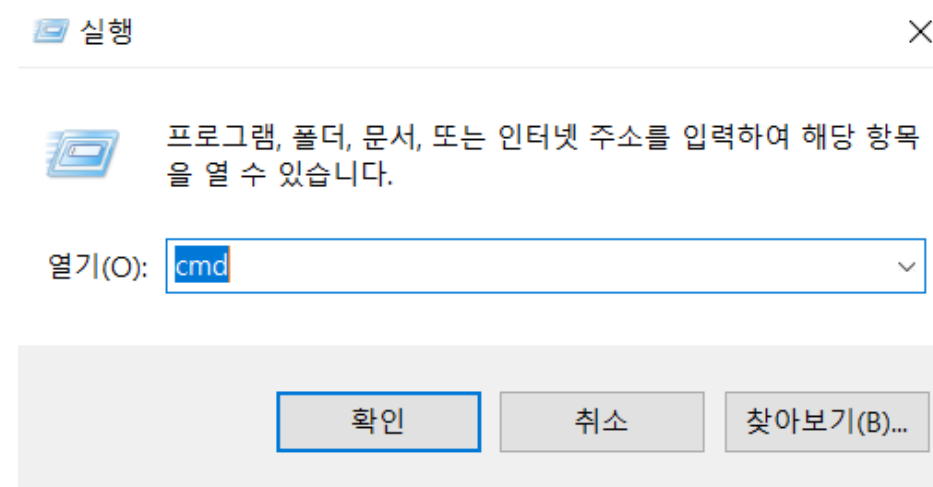 실행
프로그램, 폴더, 문서, 또는 인터넷 주소를 입력하여 해당 항목
을 열 수 있습니다.
열기(O): cmd
확인 취소 찾아보기(B)...